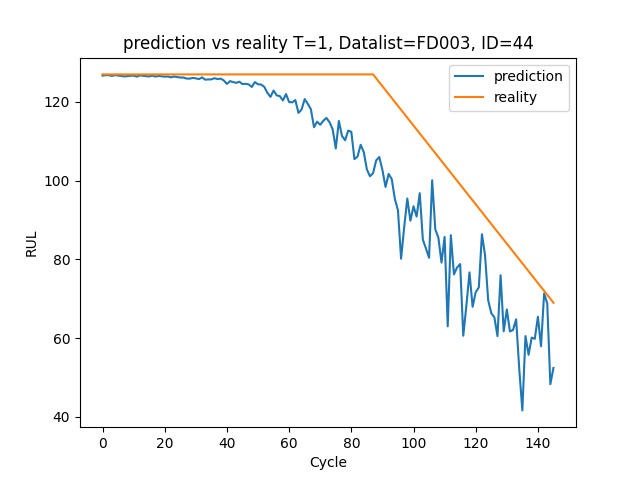 prediction vs reality T=1, Datalist=FD003, ID=44
prediction
reality
120
100
80
60
40
RUL
0 20 40 60 80 100 120 140
Cycle